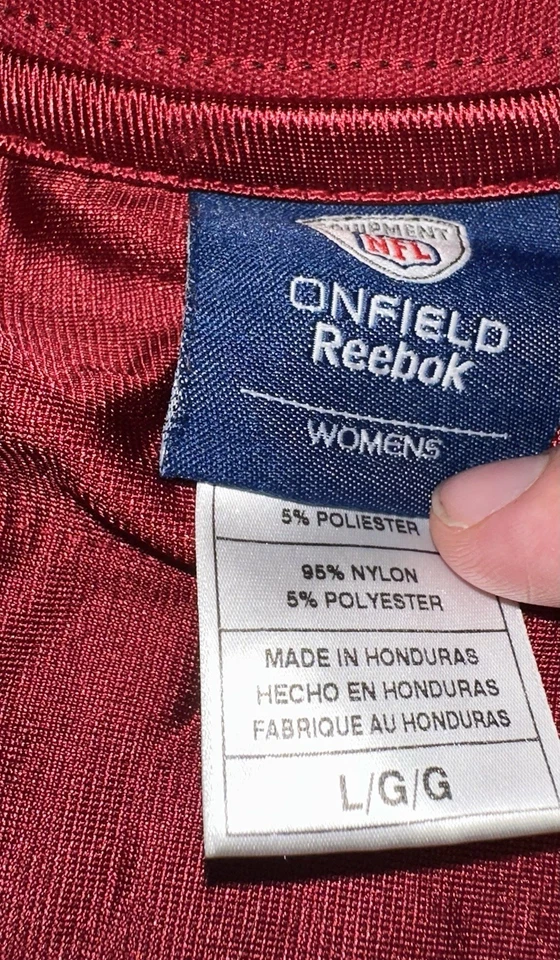 EQUIPMENT
NFL
ONFIELD
Reebok
WOMENS
5% POLIESTER
95% NYLON
5% POLYESTER
MADE IN HONDURAS
HECHO EN HONDURAS
FABRIQUE AU HONDURAS
L/G/G